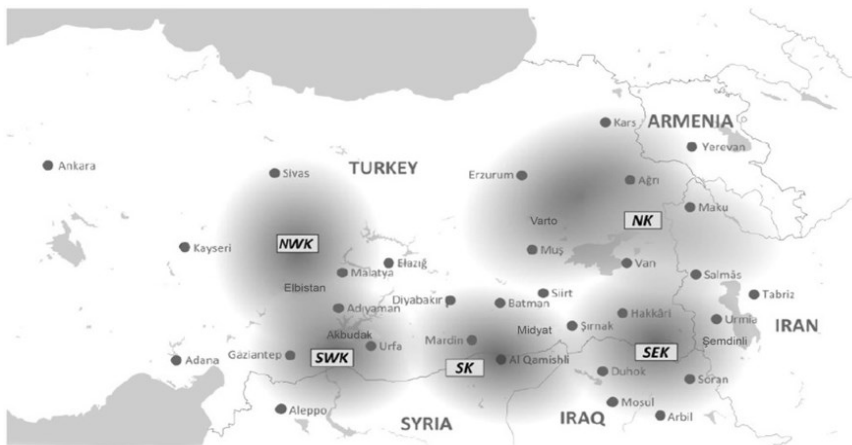 Kars
ARMENIA
Yerevan
Ankara
Sivas
TURKEY
Erzurum
Ağrı
Maku
Varto
NK
Kayseri
NWK
Elazığ
Muş
Van
Malatya
Salmâs
Elbistan
Siirt
Tabriz
Adıyaman
Diyabakır
Batman
Hakkâri
Urmia
IRAN
Akbudak
Midyat
Şırnak
Mardin
Urfa
Şemdinli
Adana
Gaziantep
SWK
SK
Al Qamishli
SEK
Duhok
Soran
Aleppo
SYRIA
IRAQ
Mosul
Arbil